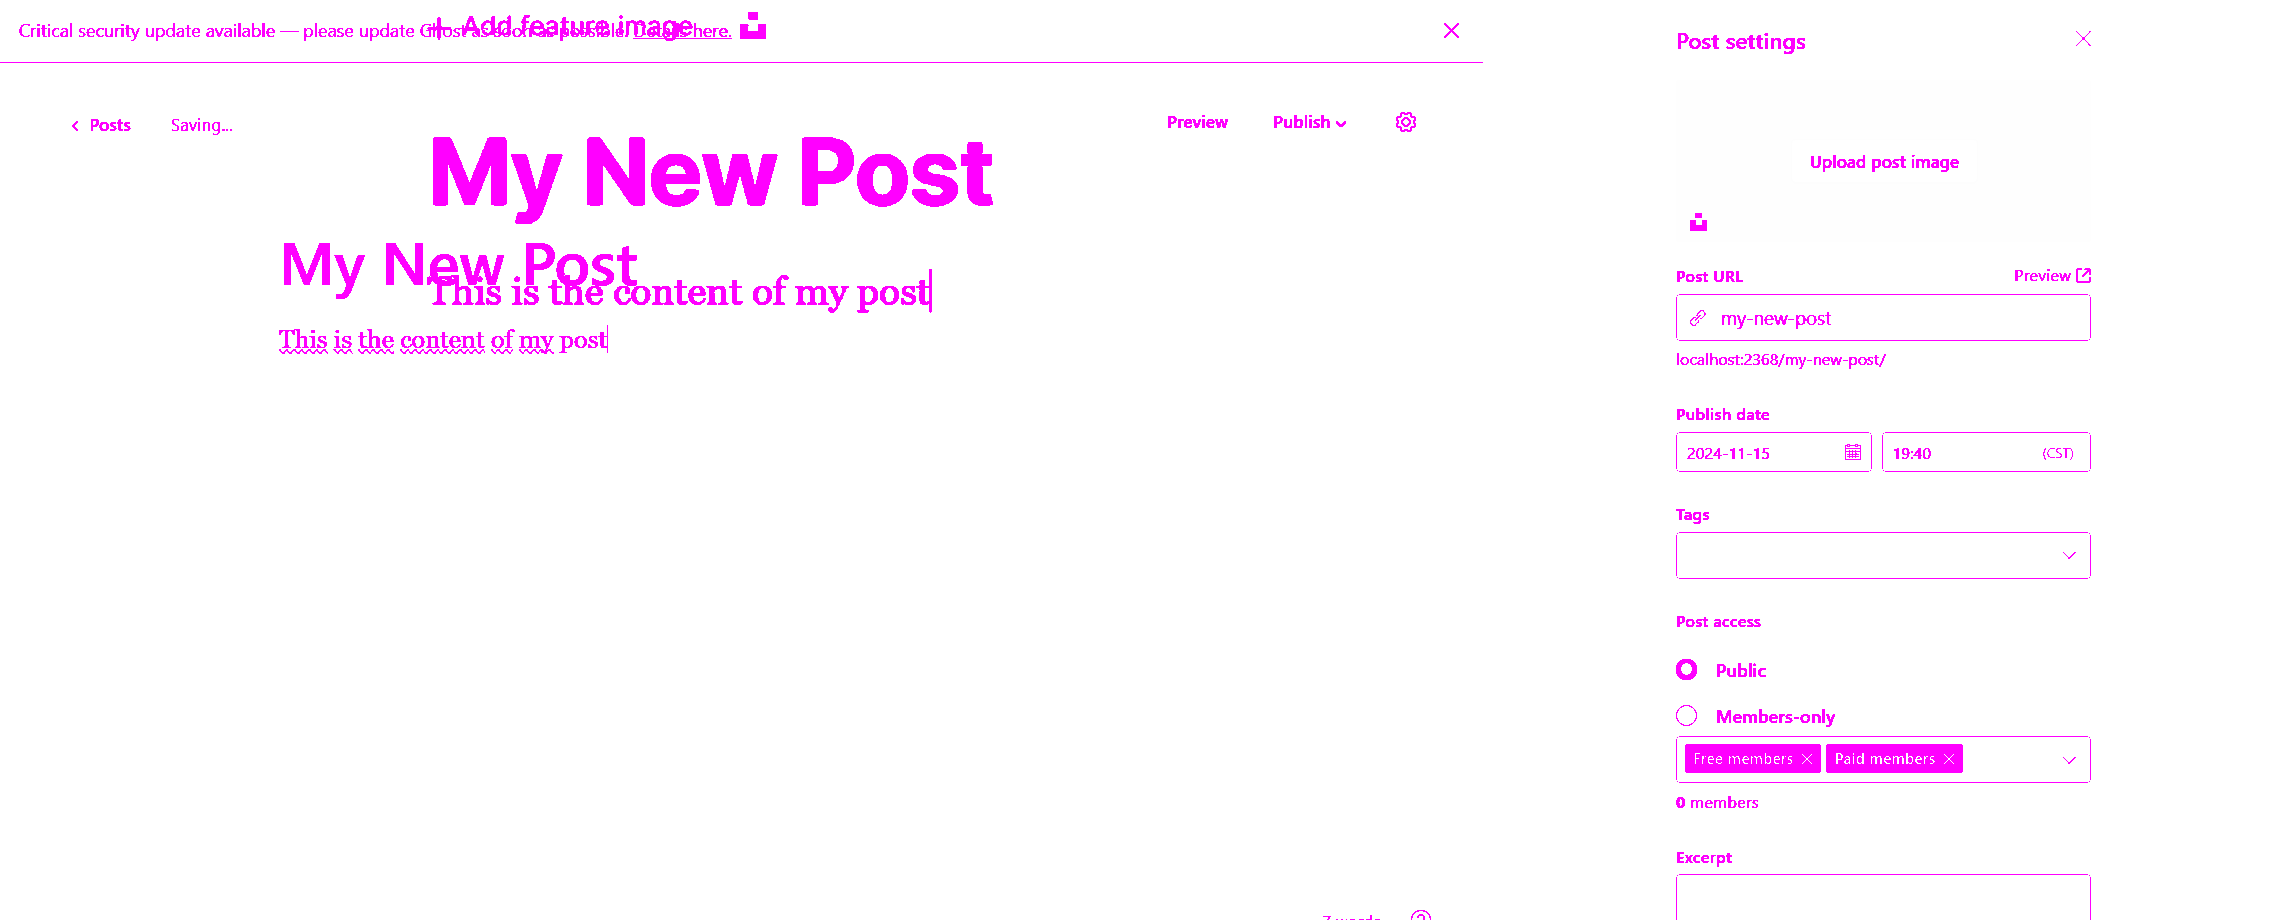 Critical security update available — please update Ghost as soon as possible. Details here.
+ Add feature image
Posts
Saving...
Preview
Publish
My New Post
My New Post
This is the content of my post
This is the content of my post
7 words
Post settings
Upload post image
Post URL
Preview
my-new-post
localhost:2368/my-new-post/
Publish date
2024-11-15
19:40
(CST)
Tags
Post access
Public
Members-only
Free members
Paid members
0 members
Excerpt